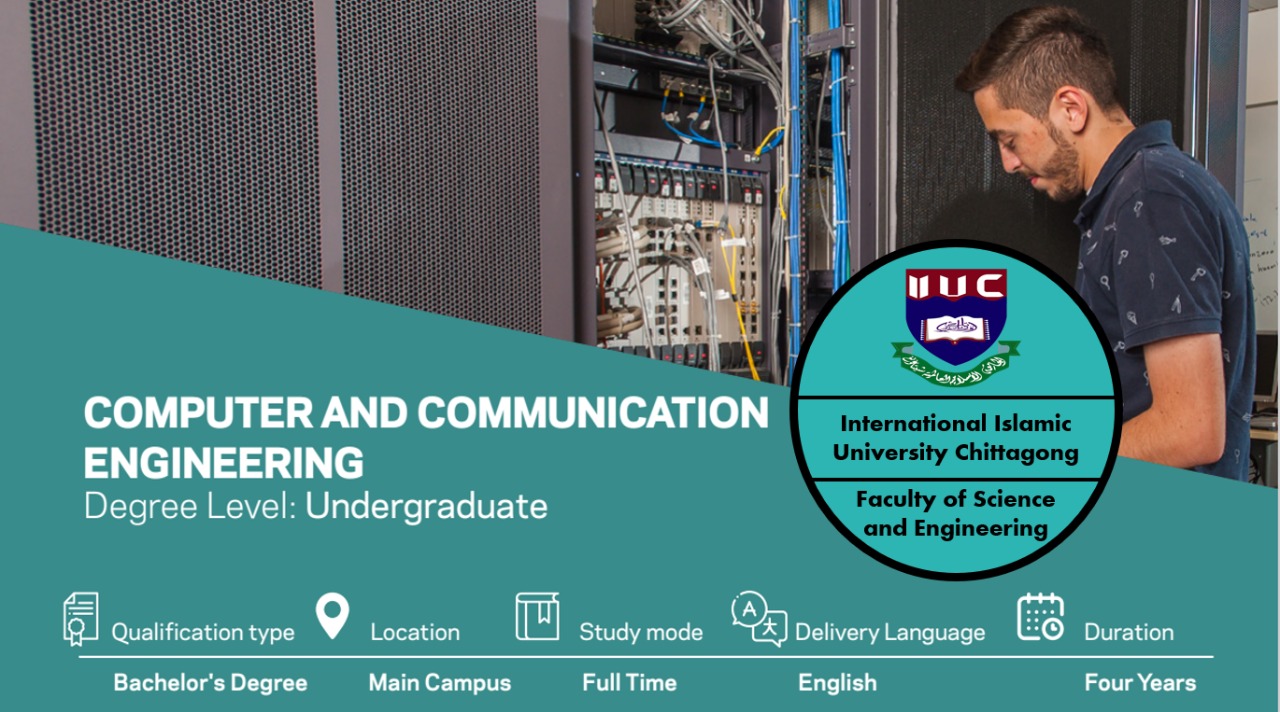 IIUC
International Islamic
University Chittagong
Faculty of Science
and Engineering
COMPUTER AND COMMUNICATION
ENGINEERING
Degree Level: Undergraduate
Qualification type
Location
Study mode
Delivery Language
Duration
Bachelor's Degree
Main Campus
Full Time
English
Four Years